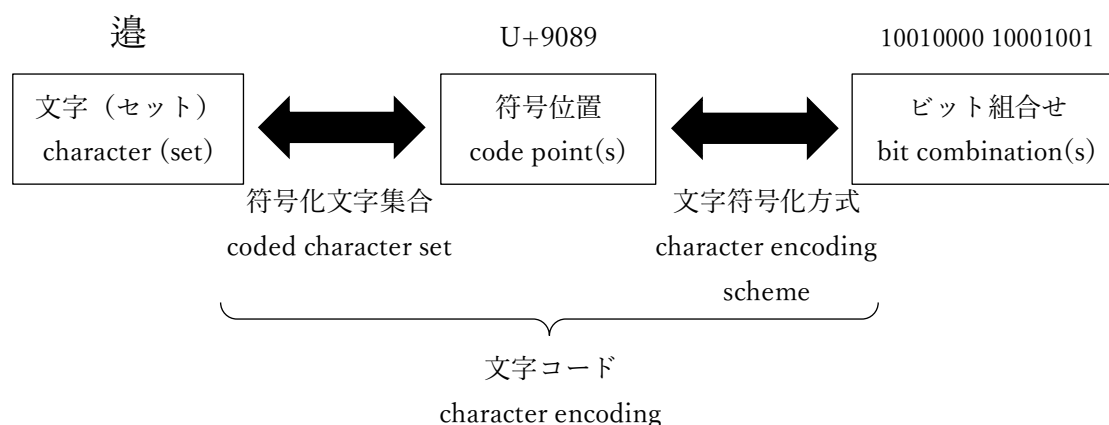 邉
U+9089
10010000 10001001
文字（セット）
character (set)
符号位置
code point(s)
ビット組合せ
bit combination(s)
符号化文字集合
coded character set
文字符号化方式
character encoding
scheme
文字コード
character encoding